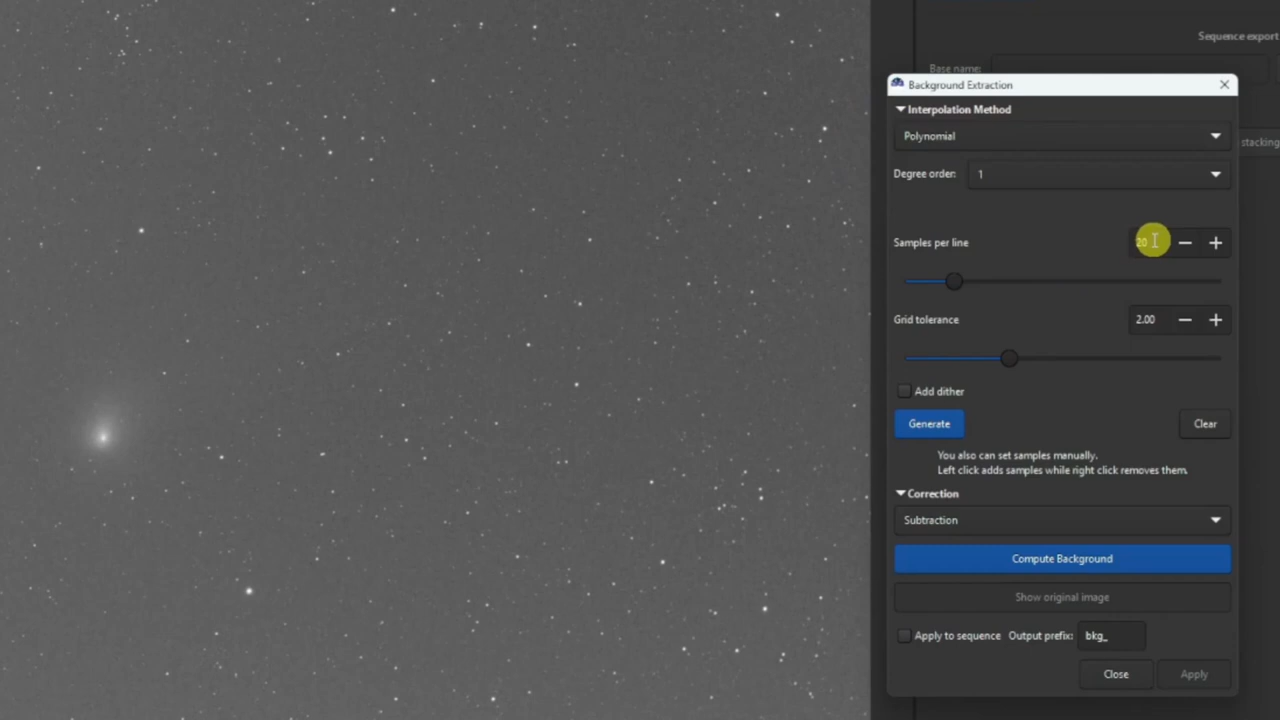 Sequence export
Base name:
Background Extraction
Interpolation Method
Polynomial
stacking
Degree order: 1
Samples per line 20
Grid tolerance 2.00
Add dither
Generate Clear
You also can set samples manually.
Left click adds samples while right click removes them.
Correction
Subtraction
Compute Background
Show original image
Apply to sequence Output prefix: bkg_
Close Apply